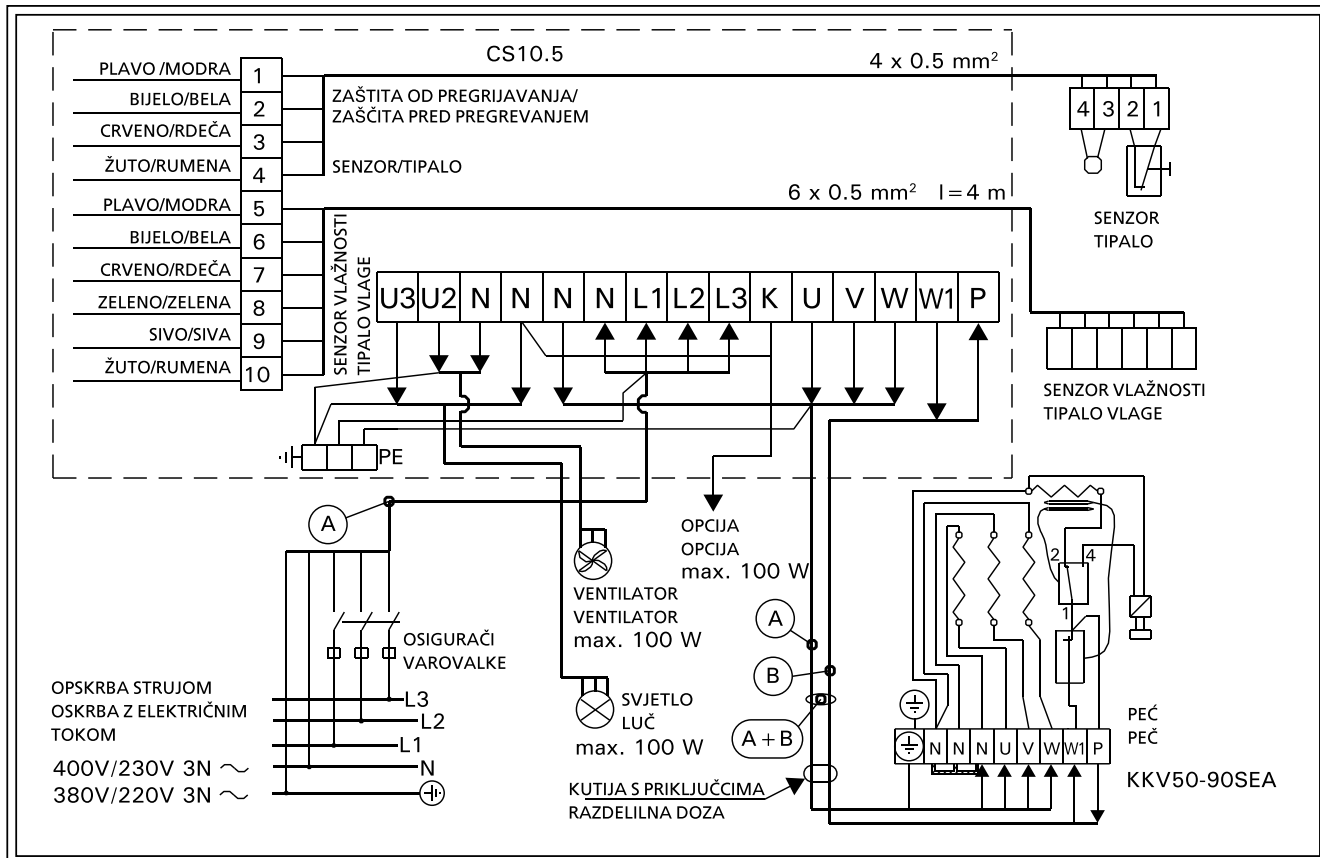 CS10.5
4 x 0.5 mm²
PLAVO /MODRA 1
BIJELO/BELA 2
CRVENO/RDEČA 3
ŽUTO/RUMENA 4
PLAVO/MODRA 5
BIJELO/BELA 6
CRVENO/RDEČA 7
ZELENO/ZELENA 8
SIVO/SIVA 9
ŽUTO/RUMENA 10
ZAŠTITA OD PREGRIJAVANJA/
ZAŠČITA PRED PREGREVANJEM
SENZOR/TIPALO
4 3 2 1
SENZOR
TIPALO
6 x 0.5 mm² l=4 m
SENZOR VLAŽNOSTI
TIPALO VLAGE
U3 U2 N N N N L1 L2 L3 K U V W W1 P
SENZOR VLAŽNOSTI
TIPALO VLAGE
PE
A
OPCIJA
OPCIJA
max. 100 W
VENTILATOR
VENTILATOR
max. 100 W
OSIGURAČI
VAROVALKE
A
B
A+B
SVJETLO
LUČ
max. 100 W
OPSKRBA STRUJOM
OSKRBA Z ELEKTRIČNIM
TOKOM
L3
L2
L1
N
400V/230V 3N ~
380V/220V 3N ~
KUTIJA S PRIKLJUČCIMA
RAZDELILNA DOZA
2 4
1
N N N U V W W1 P
PEĆ
PEČ
KKV50-90SEA